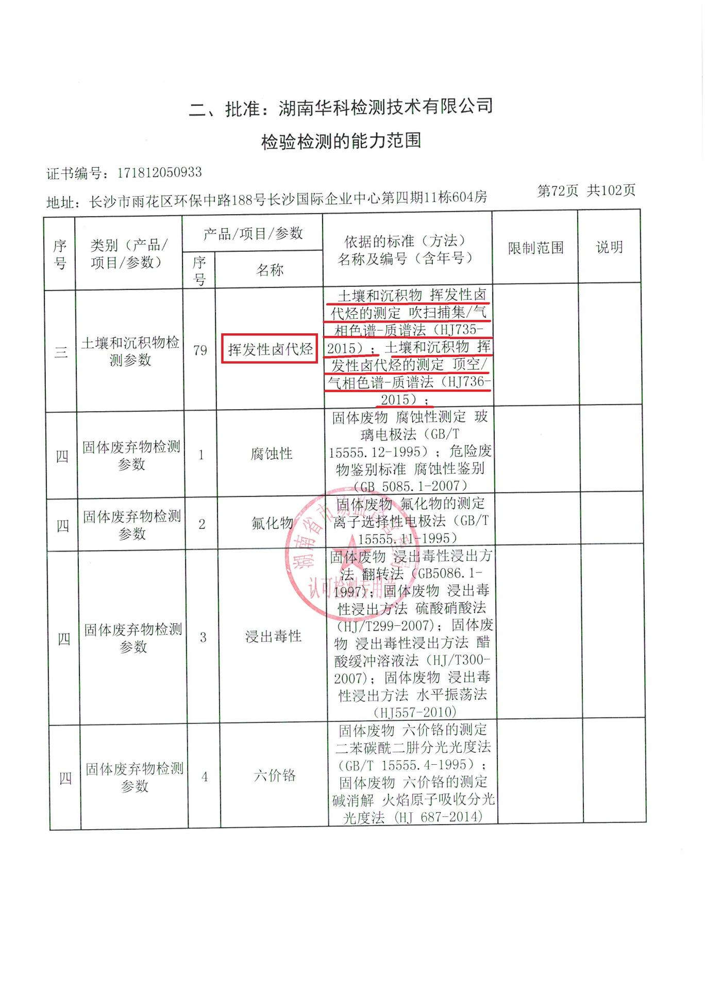 二、批准：湖南华科检测技术有限公司
检验检测的能力范围
证书编号：171812050933
地址：长沙市雨花区环保中路188号长沙国际企业中心第四期11栋604房
第72页 共102页
序号
类别（产品/
项目/参数）
产品/项目/参数
序号
名称
依据的标准（方法）
名称及编号（含年号）
限制范围
说明
三
土壤和沉积物检
测参数
79
挥发性卤代烃
土壤和沉积物 挥发性卤
代烃的测定 吹扫捕集/气
相色谱-质谱法（HJ735-
2015）；土壤和沉积物 挥
发性卤代烃的测定 顶空/
气相色谱-质谱法（HJ736-
2015）；
四
固体废弃物检测
参数
1
腐蚀性
固体废物 腐蚀性测定 玻
璃电极法（GB/T
15555.12-1995）；危险废
物鉴别标准 腐蚀性鉴别
（GB 5085.1-2007）
四
固体废弃物检测
参数
2
氟化物
固体废物 氟化物的测定
离子选择性电极法（GB/T
15555.11-1995）
四
固体废弃物检测
参数
3
浸出毒性
固体废物 浸出毒性浸出方
法 翻转法（GB5086.1-
1997)；固体废物 浸出毒
性浸出方法 硫酸硝酸法
（HJ/T299-2007)；固体废
物 浸出毒性浸出方法 醋
酸缓冲溶液法（HJ/T300-
2007)；固体废物 浸出毒
性浸出方法 水平振荡法
（HJ557-2010)
四
固体废弃物检测
参数
4
六价铬
固体废物 六价铬的测定
二苯碳酰二肼分光光度法
（GB/T 15555.4-1995）；
固体废物 六价铬的测定
碱消解 火焰原子吸收分光
光度法（HJ 687-2014）
湖南省市场监督管理局
认可检测专用章